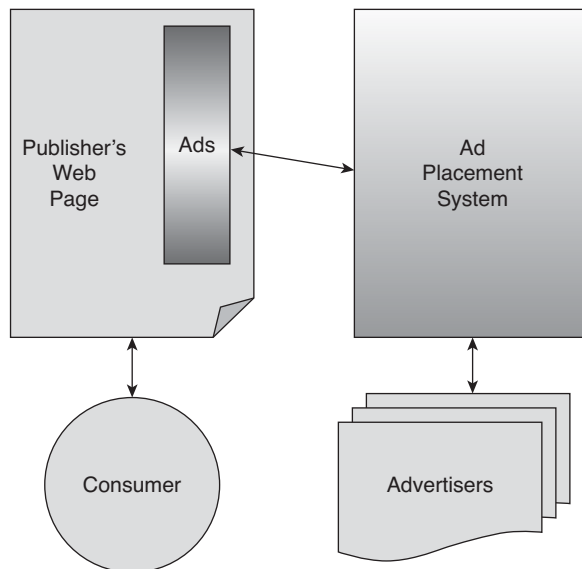 Publisher’s
Web
Page
Ads
Ad
Placement
System
Consumer
Advertisers